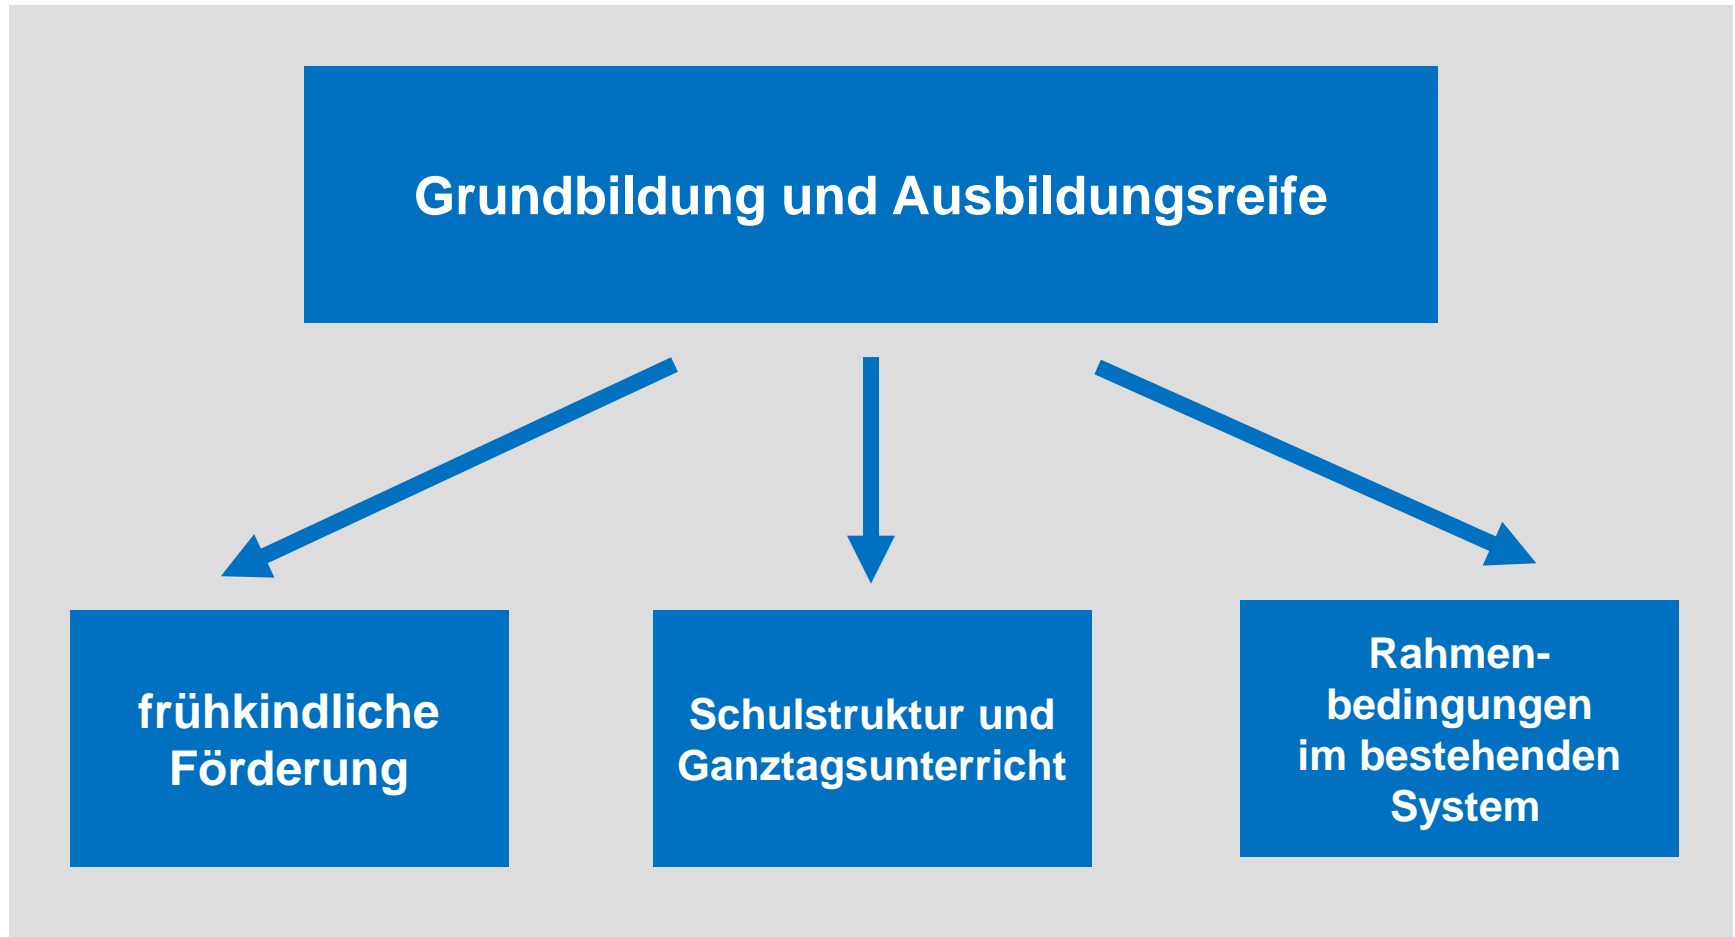 Grundbildung und Ausbildungsreife
frühkindliche
Förderung
Schulstruktur und
Ganztagsunterricht
Rahmen-
bedingungen
im bestehenden
System